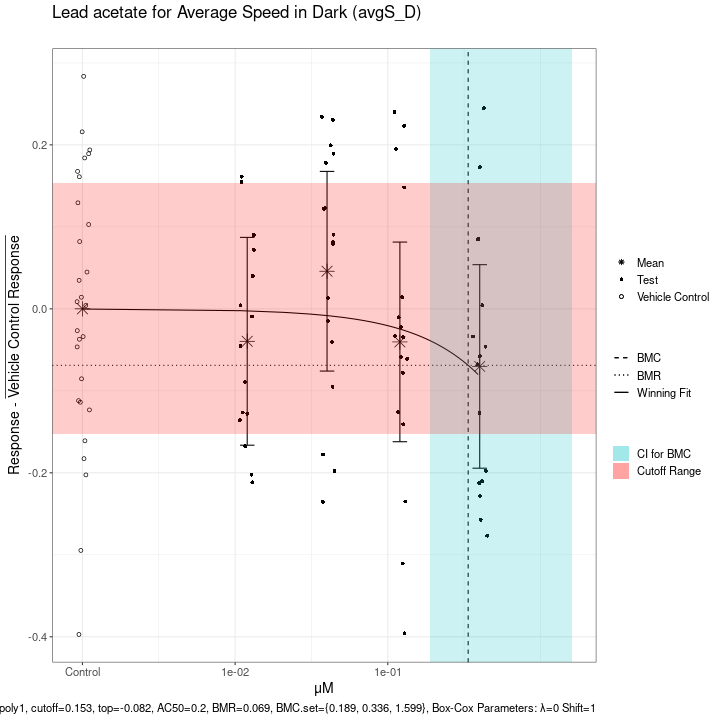 Lead acetate for Average Speed in Dark (avgS_D)
Response - Vehicle Control Response
0.2
0.0
-0.2
-0.4
Control
1e-02
1e-01
μM
Mean
Test
Vehicle Control
BMC
BMR
Winning Fit
CI for BMC
Cutoff Range
poly1, cutoff=0.153, top=-0.082, AC50=0.2, BMR=0.069, BMC.set={0.189, 0.336, 1.599}, Box-Cox Parameters: λ=0 Shift=1